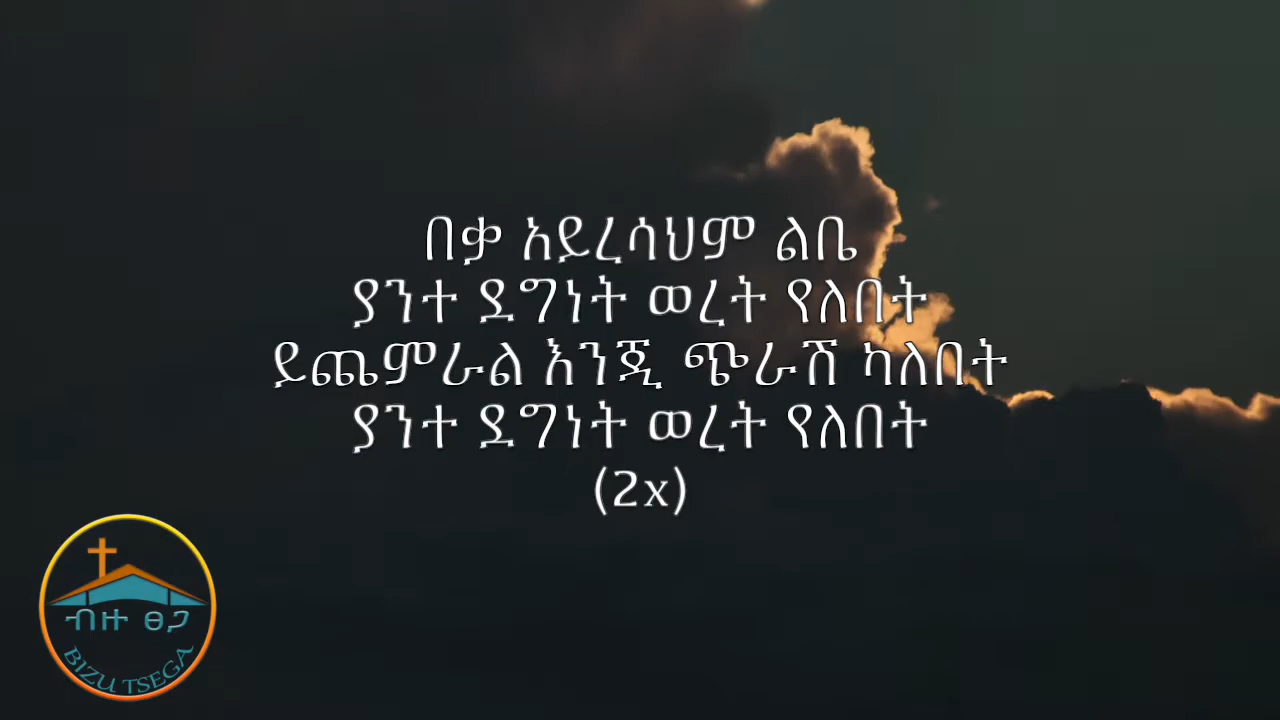 በቃ አይረሳህም ልቤ
ያንተ ደግነት ወረት የለበት
ይጨምራል እንጂ ጭራሽ ካለበት
ያንተ ደግነት ወረት የለበት
(2x)
ብዙ ፀጋ
BIZU TSEGA